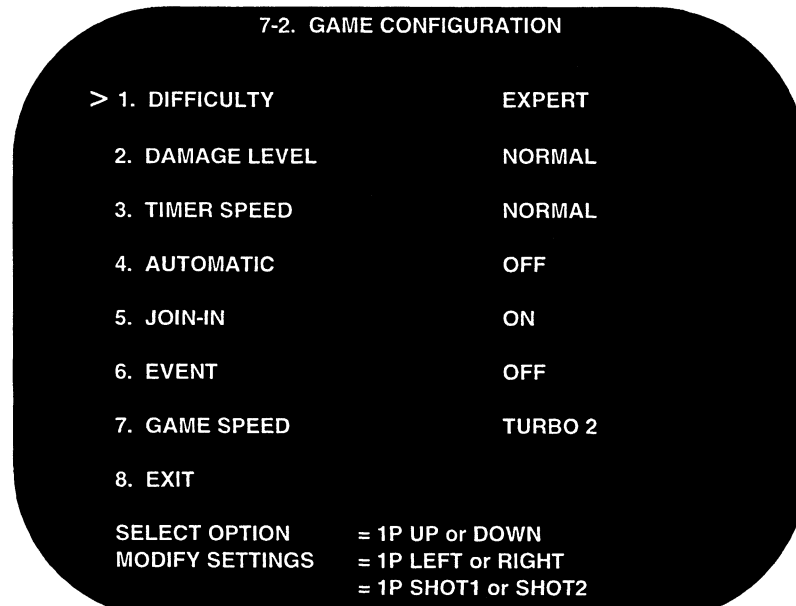 7-2. GAME CONFIGURATION
> 1. DIFFICULTY EXPERT
2. DAMAGE LEVEL NORMAL
3. TIMER SPEED NORMAL
4. AUTOMATIC OFF
5. JOIN-IN ON
6. EVENT OFF
7. GAME SPEED TURBO 2
8. EXIT
SELECT OPTION = 1P UP or DOWN
MODIFY SETTINGS = 1P LEFT or RIGHT
= 1P SHOT1 or SHOT2